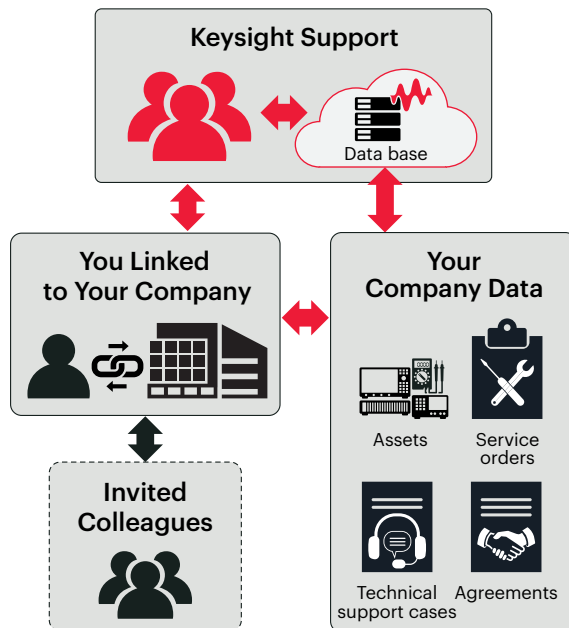 Keysight Support
Data base
You Linked
to Your Company
Your
Company Data
Assets
Service
orders
Invited
Colleagues
Technical
support cases
Agreements